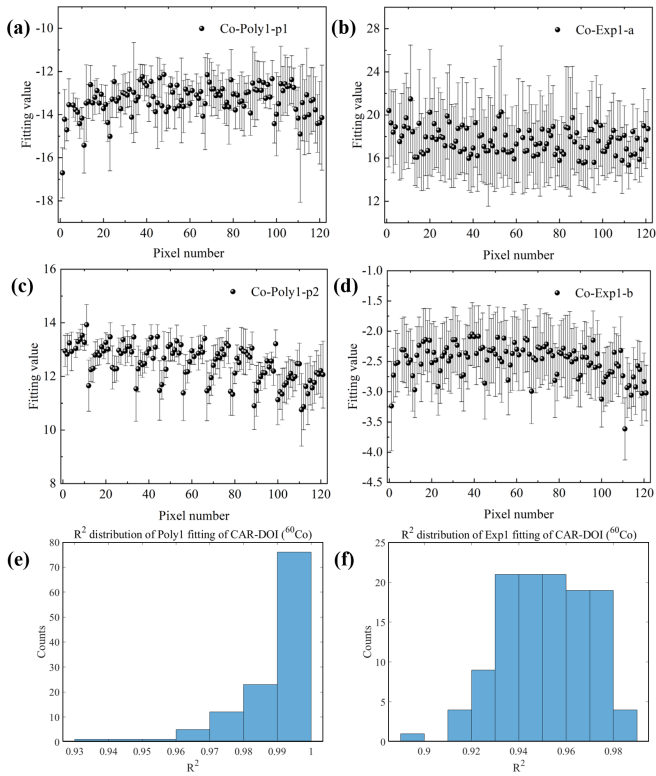 (a)
Co-Poly1-p1
-10
-12
-14
-16
-18
Fitting value
0 20 40 60 80 100 120
Pixel number
(b)
Co-Exp1-a
28
24
20
16
12
Fitting value
0 20 40 60 80 100 120
Pixel number
(c)
Co-Poly1-p2
16
14
12
10
8
Fitting value
0 20 40 60 80 100 120
Pixel number
(d)
Co-Exp1-b
-1.0
-1.5
-2.0
-2.5
-3.0
-3.5
-4.0
-4.5
Fitting value
0 20 40 60 80 100 120
Pixel number
(e)
R² distribution of Poly1 fitting of CAR-DOI (⁶⁰Co)
80
70
60
50
40
30
20
10
0
Counts
0.93 0.94 0.95 0.96 0.97 0.98 0.99 1
R²
(f)
R² distribution of Exp1 fitting of CAR-DOI (⁶⁰Co)
25
20
15
10
5
0
Counts
0.9 0.92 0.94 0.96 0.98
R²